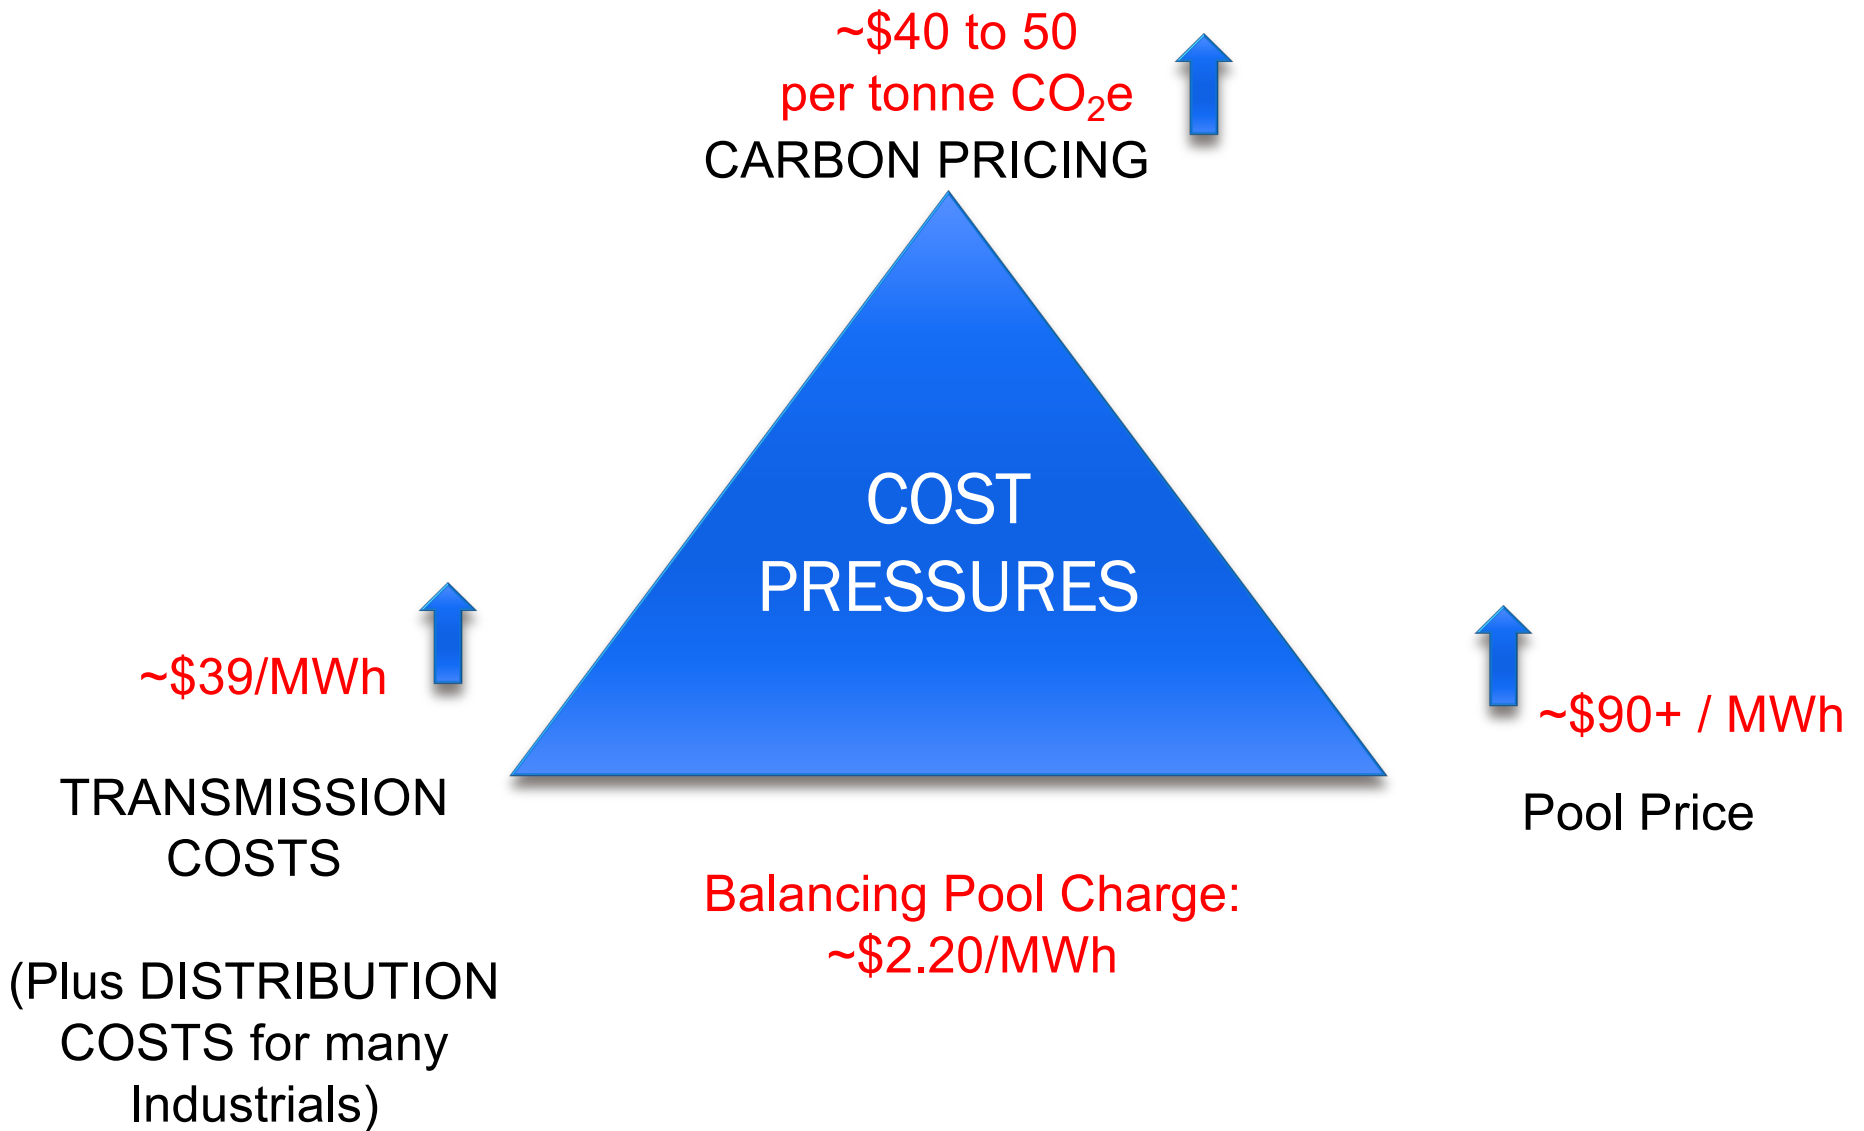 ~$40 to 50
per tonne CO₂e
CARBON PRICING
COST
PRESSURES
~$39/MWh
TRANSMISSION
COSTS
(Plus DISTRIBUTION
COSTS for many
Industrials)
~$90+ / MWh
Pool Price
Balancing Pool Charge:
~$2.20/MWh